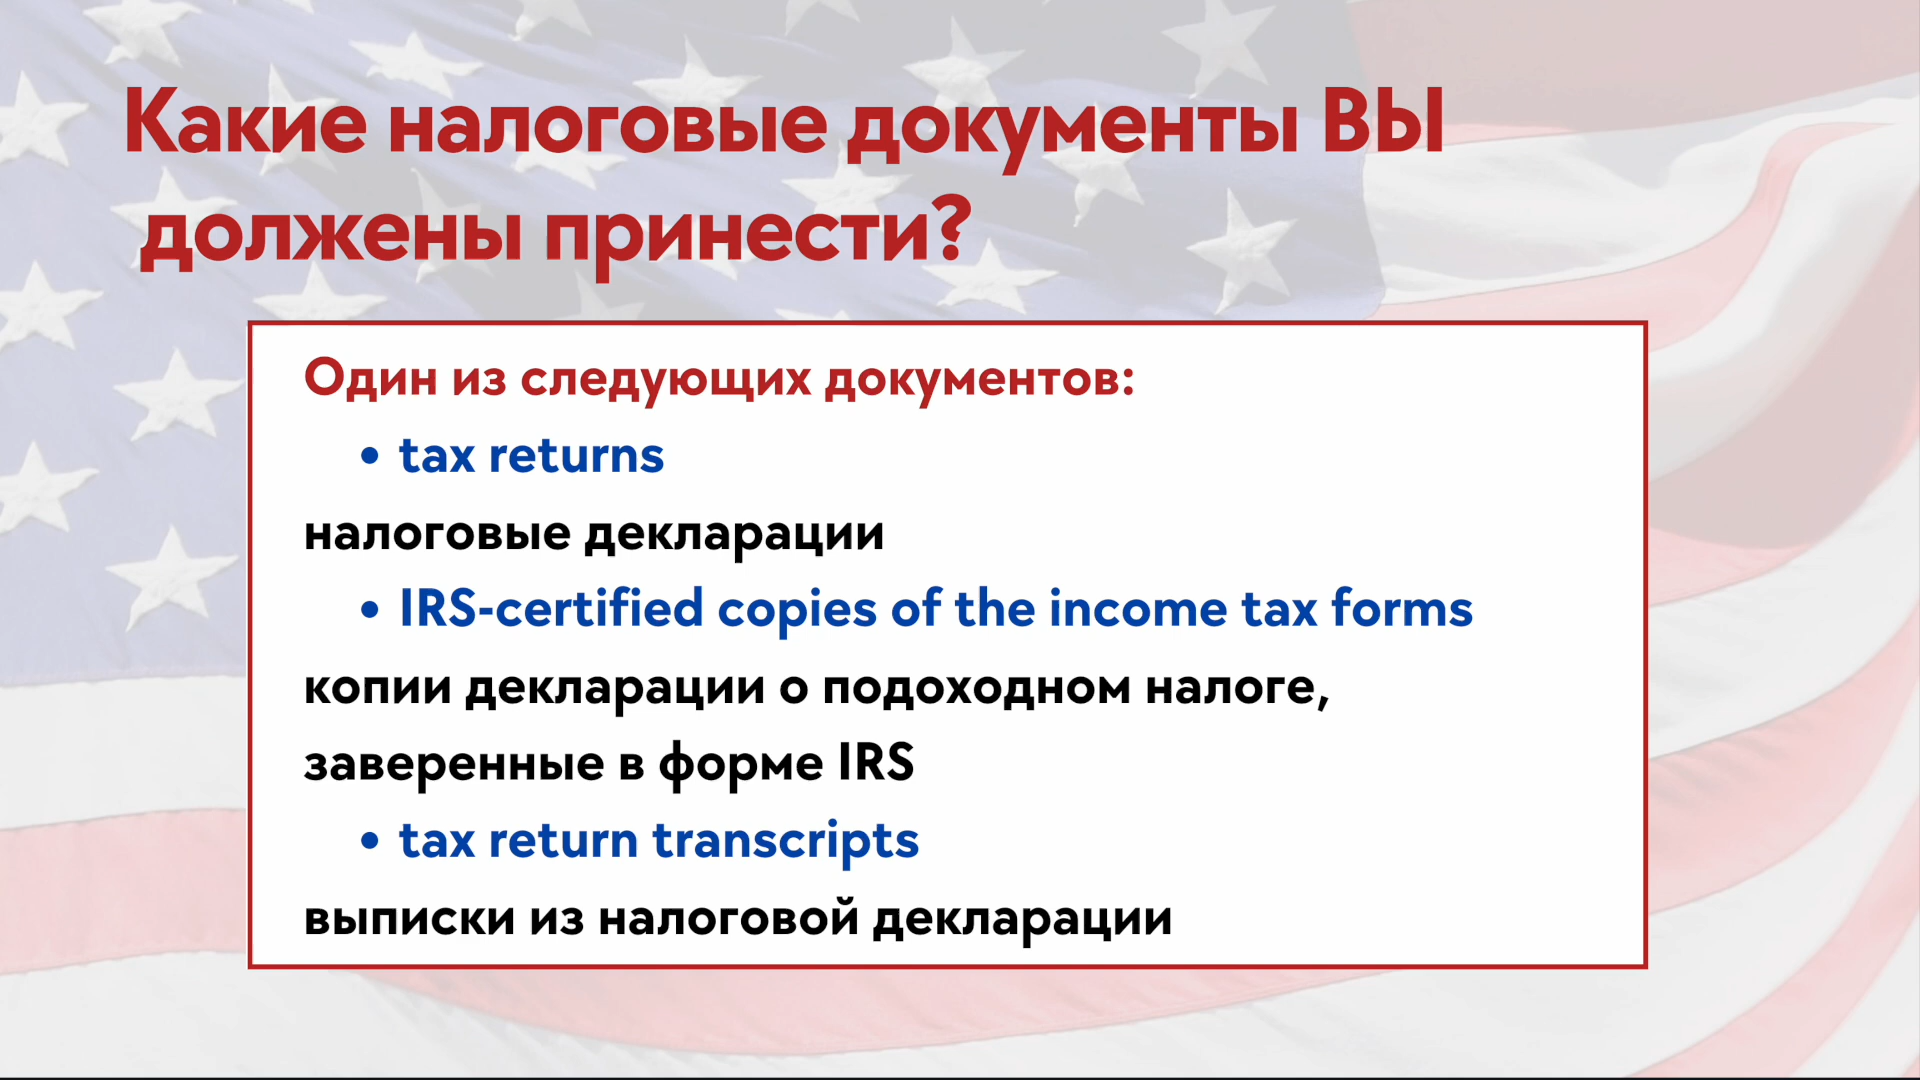 Какие налоговые документы ВЫ
должены принести?
Один из следующих документов:
• tax returns
налоговые декларации
• IRS-certified copies of the income tax forms
копии декларации о подоходном налоге,
заверенные в форме IRS
• tax return transcripts
выписки из налоговой декларации